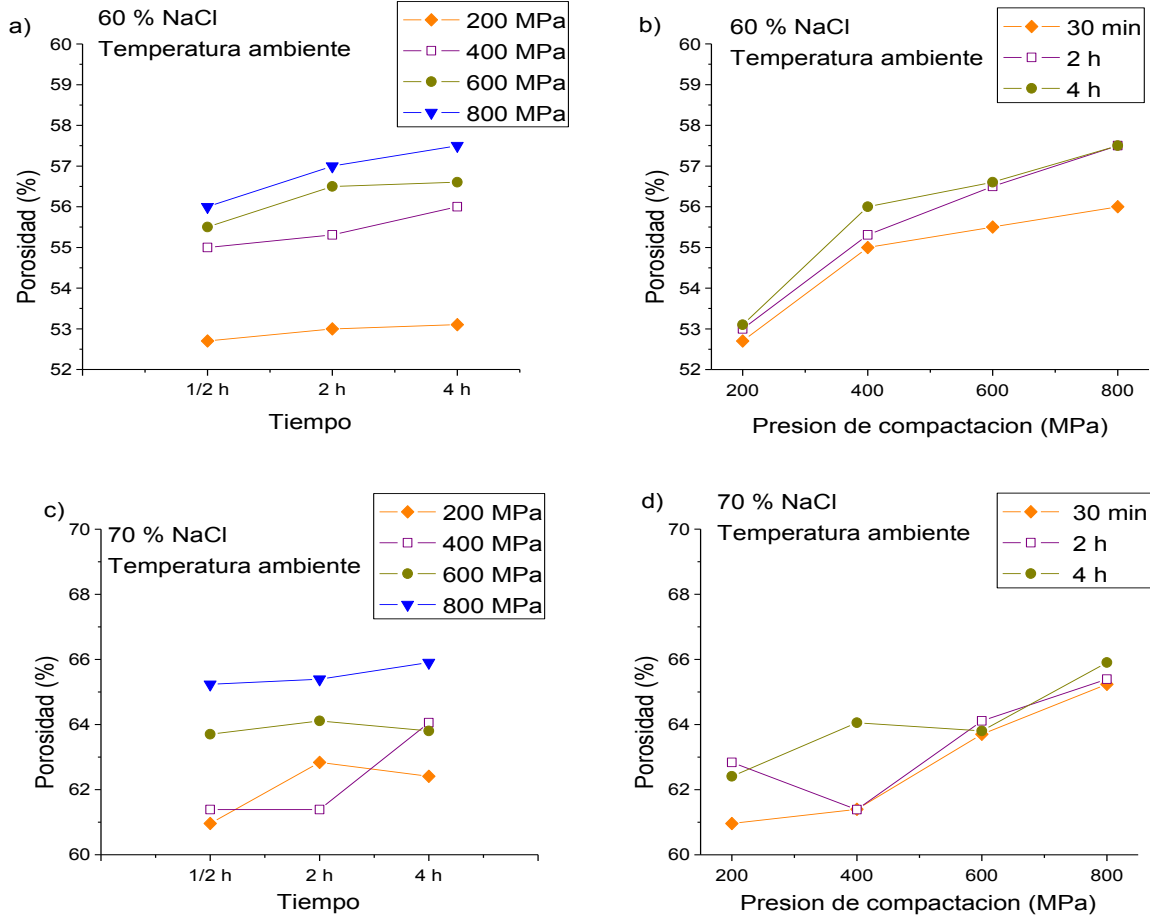 a)
60 % NaCl
Temperatura ambiente
200 MPa
400 MPa
600 MPa
800 MPa
60
59
58
57
56
55
54
53
52
Porosidad (%)
1/2 h
2 h
4 h
Tiempo
b)
60 % NaCl
Temperatura ambiente
30 min
2 h
4 h
60
59
58
57
56
55
54
53
52
Porosidad (%)
200
400
600
800
Presion de compactacion (MPa)
c)
70 % NaCl
Temperatura ambiente
200 MPa
400 MPa
600 MPa
800 MPa
70
68
66
64
62
60
Porosidad (%)
1/2 h
2 h
4 h
Tiempo
d)
70 % NaCl
Temperatura ambiente
30 min
2 h
4 h
70
68
66
64
62
60
Porosidad (%)
200
400
600
800
Presion de compactacion (MPa)